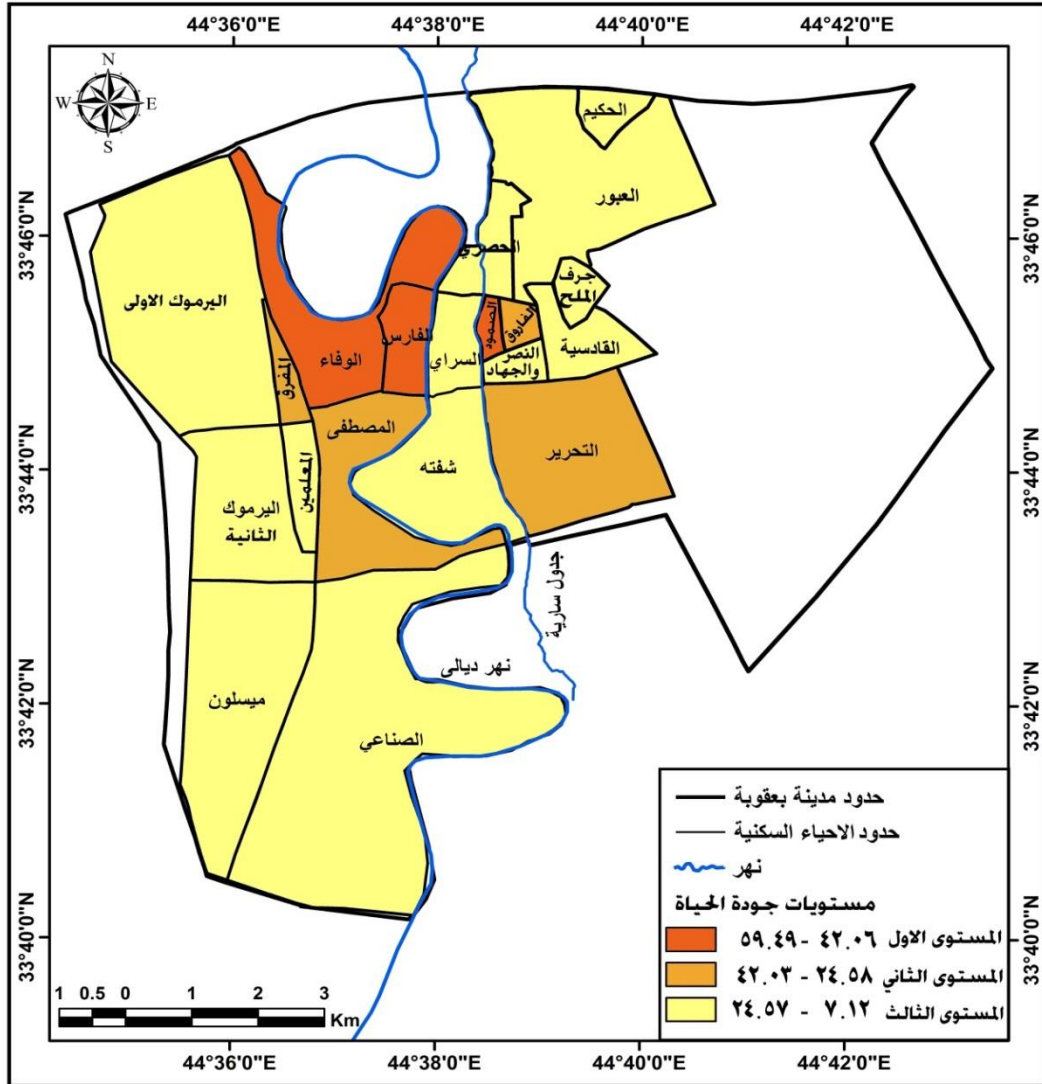 44°36'0"E 44°38'0"E 44°40'0"E 44°42'0"E
N
W E
S
33°46'0"N 33°46'0"N
33°44'0"N 33°44'0"N
33°42'0"N 33°42'0"N
33°40'0"N 33°40'0"N
الحكيم
العبور
الحصري
جرف
الملح
اليرموك الاولى
الفارس
الصمود
الفاروق
القادسية
الوفاء
السراي
النصر
والجهاد
المفرق
المصطفى
التحرير
شفته
المعلمين
اليرموك
الثانية
جدول سارية
نهر ديالى
ميسلون
الصناعي
حدود مدينة بعقوبة
حدود الاحياء السكنية
نهر
مستويات جودة الحياة
المستوى الاول ٤٢.٠٦ - ٥٩.٤٩
المستوى الثاني ٢٤.٥٨ - ٤٢.٠٣
المستوى الثالث ٧.١٢ - ٢٤.٥٧
1 0.5 0 1 2 3
Km
44°36'0"E 44°38'0"E 44°40'0"E 44°42'0"E